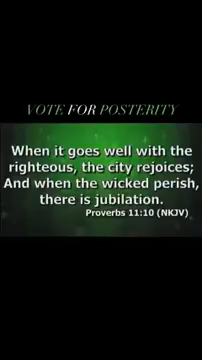 VOTE FOR POSTERITY
When it goes well with the
righteous, the city rejoices;
And when the wicked perish,
there is jubilation.
Proverbs 11:10 (NKJV)